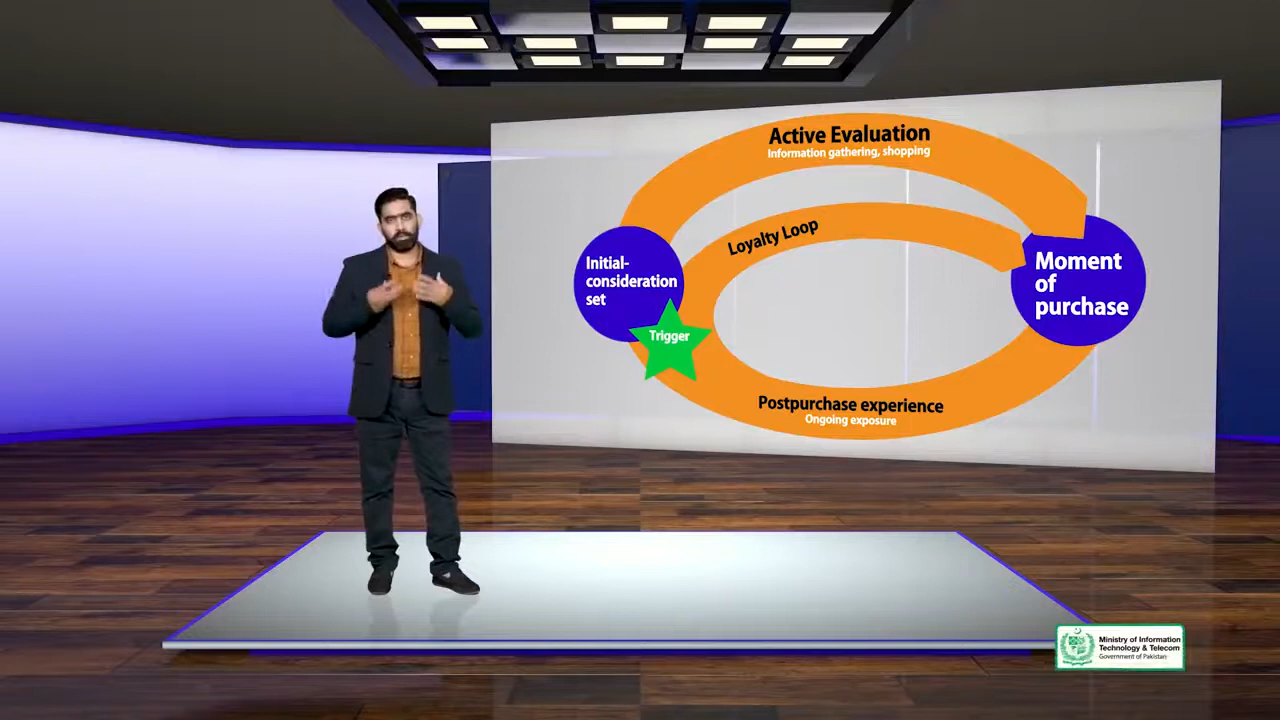 Active Evaluation
Information gathering, shopping
Loyalty Loop
Initial-
consideration
set
Trigger
Moment
of
purchase
Postpurchase experience
Ongoing exposure
Ministry of Information
Technology & Telecom
Government of Pakistan